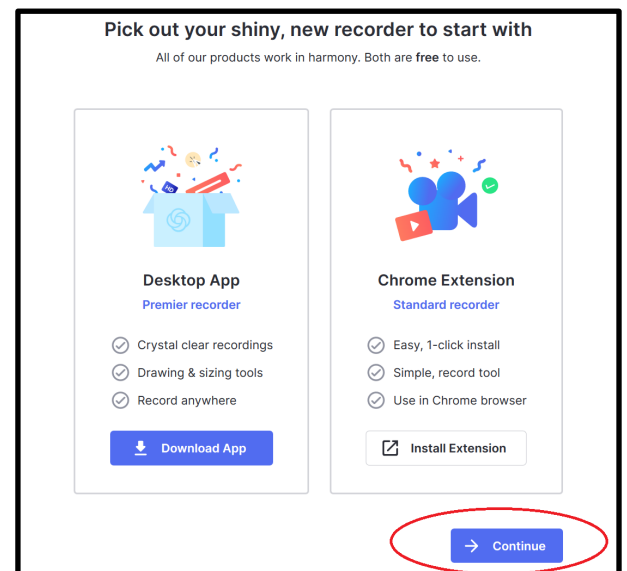 Pick out your shiny, new recorder to start with
All of our products work in harmony. Both are free to use.
HD
Desktop App
Premier recorder
Crystal clear recordings
Drawing & sizing tools
Record anywhere
Download App
Chrome Extension
Standard recorder
Easy, 1-click install
Simple, record tool
Use in Chrome browser
Install Extension
Continue